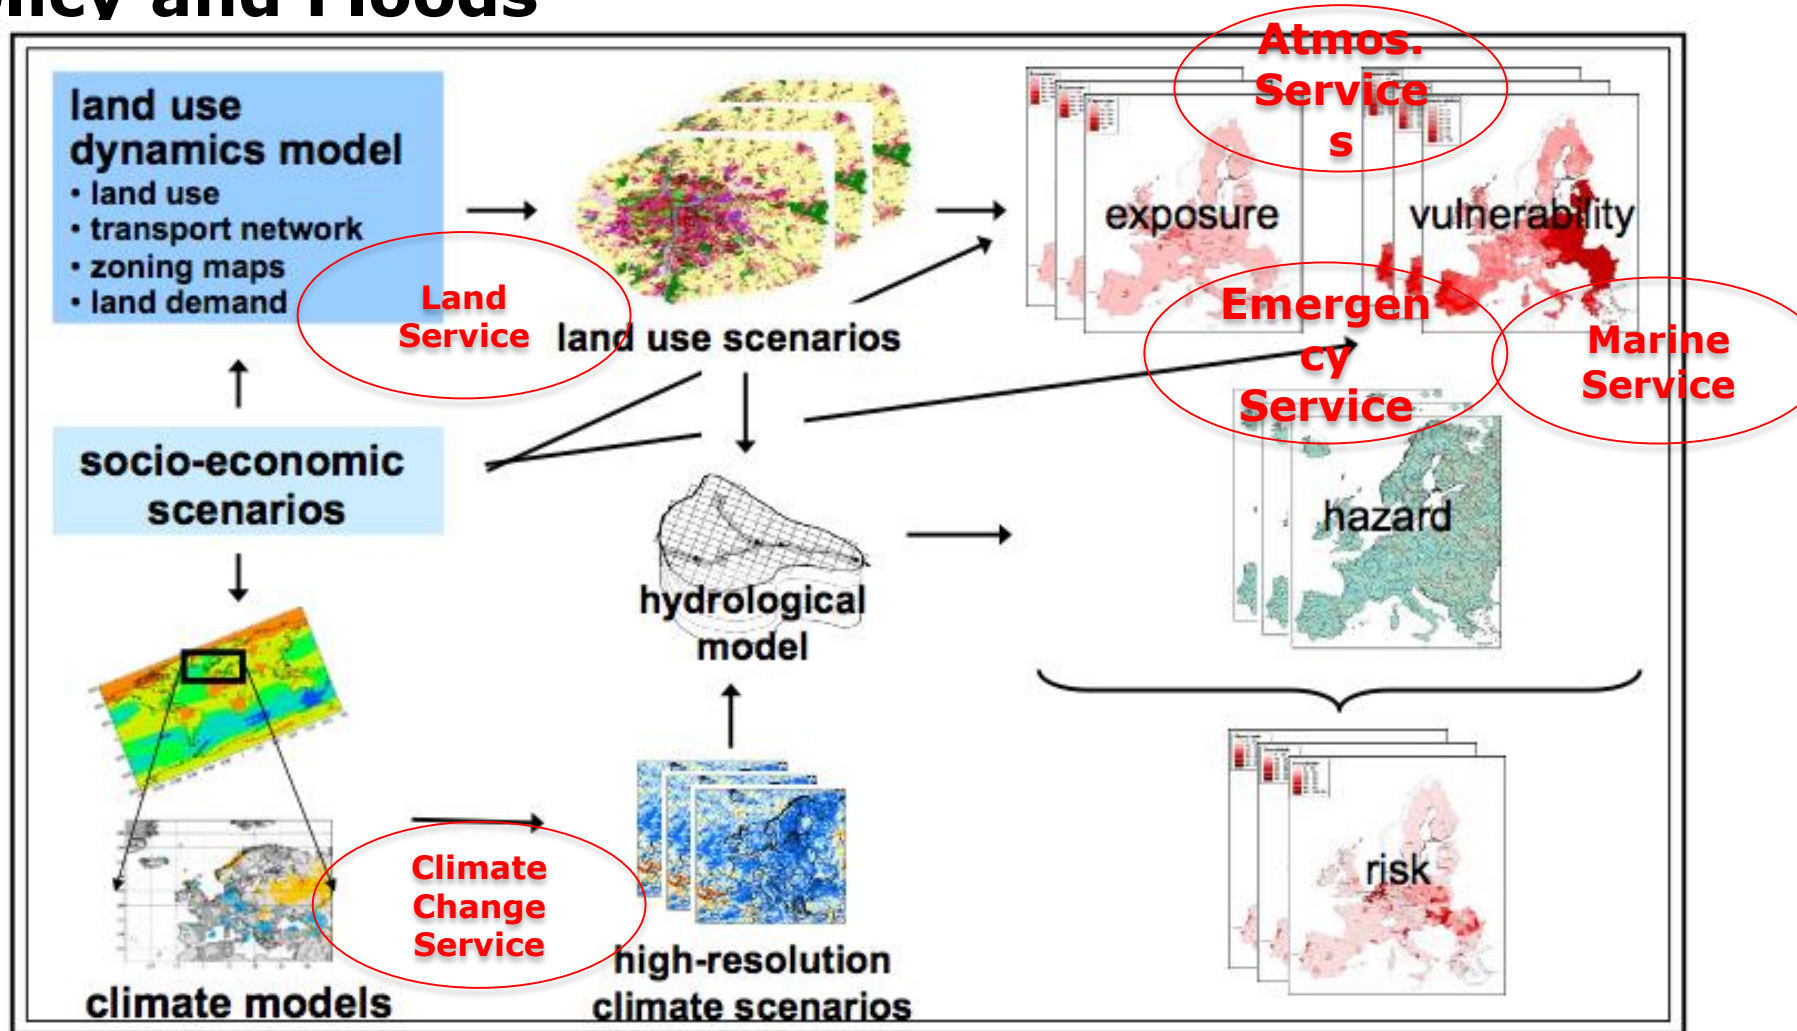 and Floods
Atmos.
Service
s
land use
dynamics model
• land use
• transport network
• zoning maps
• land demand
Land
Service
land use scenarios
exposure
vulnerability
Emergen
cy
Service
Marine
Service
socio-economic
scenarios
hydrological
model
hazard
climate models
Climate
Change
Service
high-resolution
climate scenarios
risk